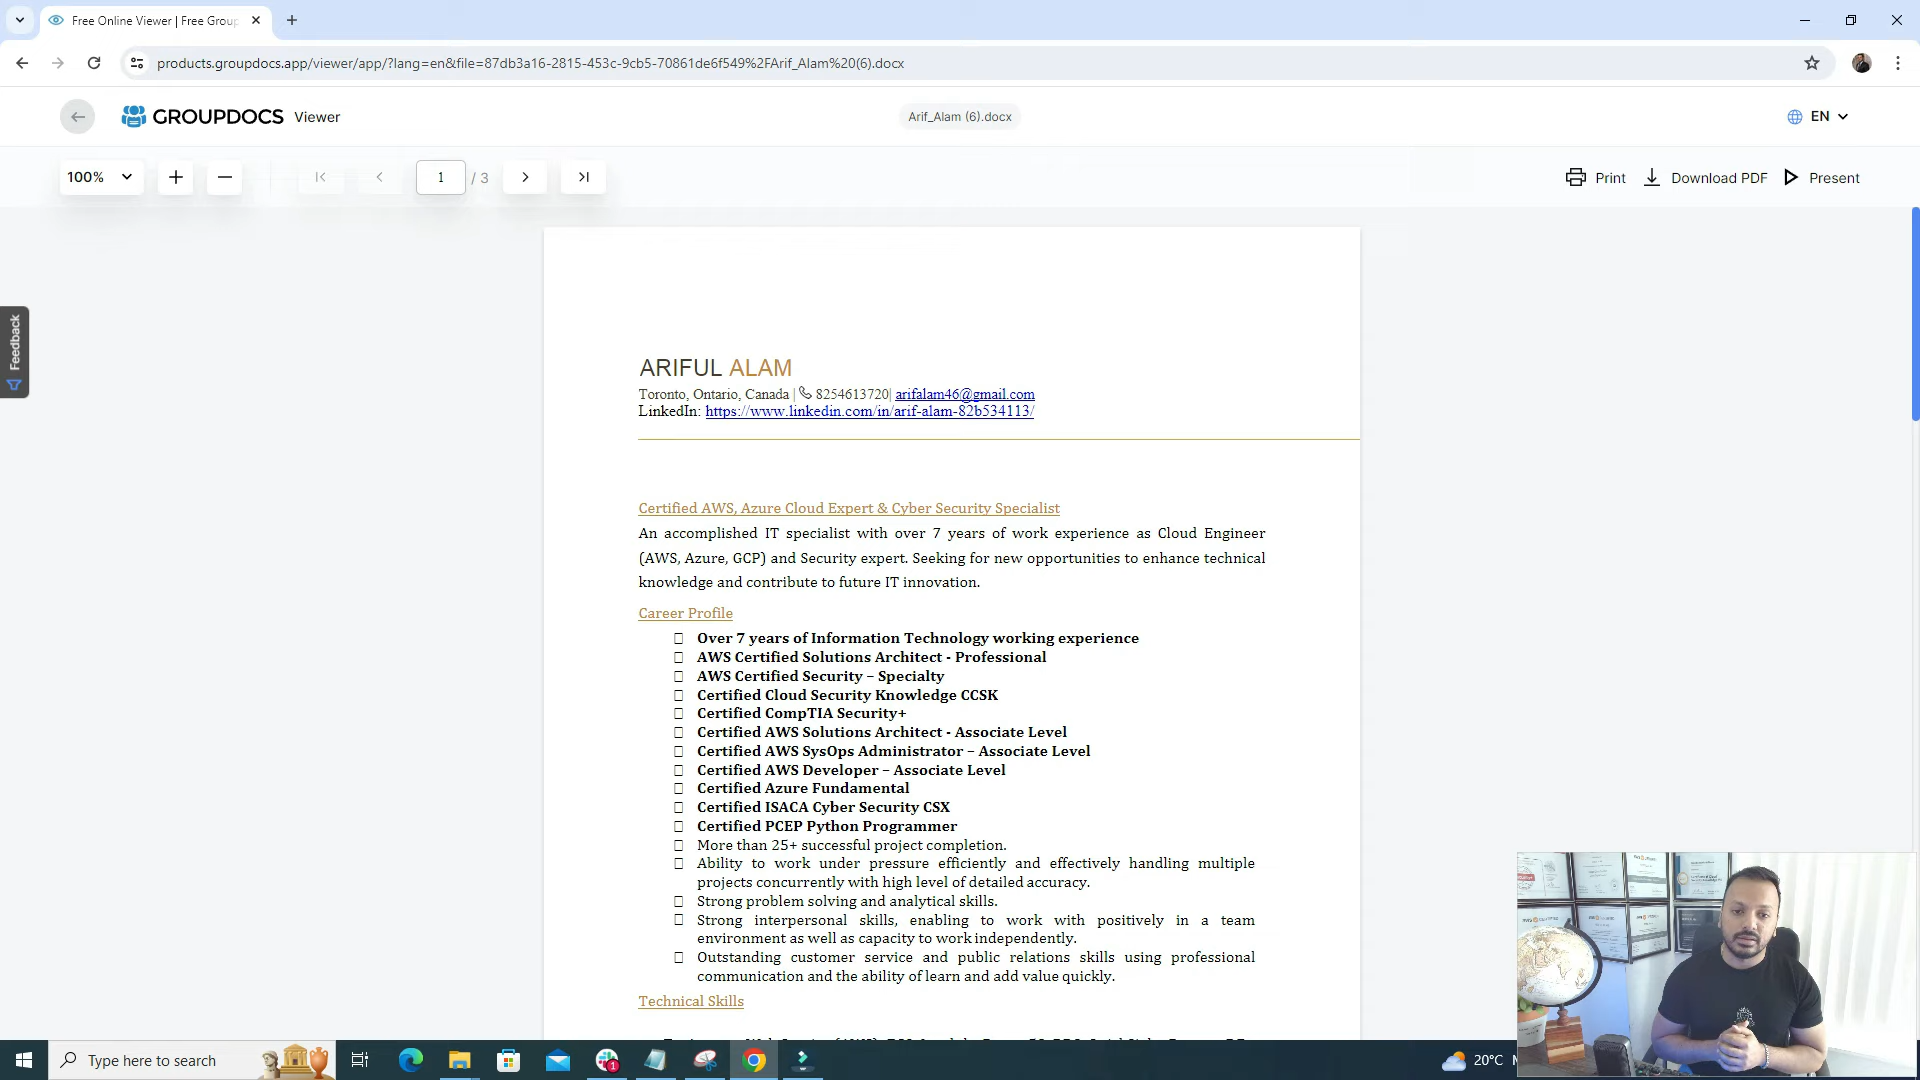 Free Online Viewer | Free Group
products.groupdocs.app/viewer/app/?lang=en&file=87db3a16-2815-453c-9cb5-70861de6f549%2FArif_Alam%20(6).docx
GROUPDOCS Viewer
Arif_Alam (6).docx
EN
100%
1 / 3
Print
Download PDF
Present
Feedback
ARIFUL ALAM
Toronto, Ontario, Canada | 8254613720| arifalam46@gmail.com
LinkedIn: https://www.linkedin.com/in/arif-alam-82b534113/
Certified AWS, Azure Cloud Expert & Cyber Security Specialist
An accomplished IT specialist with over 7 years of work experience as Cloud Engineer
(AWS, Azure, GCP) and Security expert. Seeking for new opportunities to enhance technical
knowledge and contribute to future IT innovation.
Career Profile
Over 7 years of Information Technology working experience
AWS Certified Solutions Architect - Professional
AWS Certified Security – Specialty
Certified Cloud Security Knowledge CCSK
Certified CompTIA Security+
Certified AWS Solutions Architect - Associate Level
Certified AWS SysOps Administrator – Associate Level
Certified AWS Developer – Associate Level
Certified Azure Fundamental
Certified ISACA Cyber Security CSX
Certified PCEP Python Programmer
More than 25+ successful project completion.
Ability to work under pressure efficiently and effectively handling multiple
projects concurrently with high level of detailed accuracy.
Strong problem solving and analytical skills.
Strong interpersonal skills, enabling to work with positively in a team
environment as well as capacity to work independently.
Outstanding customer service and public relations skills using professional
communication and the ability of learn and add value quickly.
Technical Skills
Type here to search
20°C